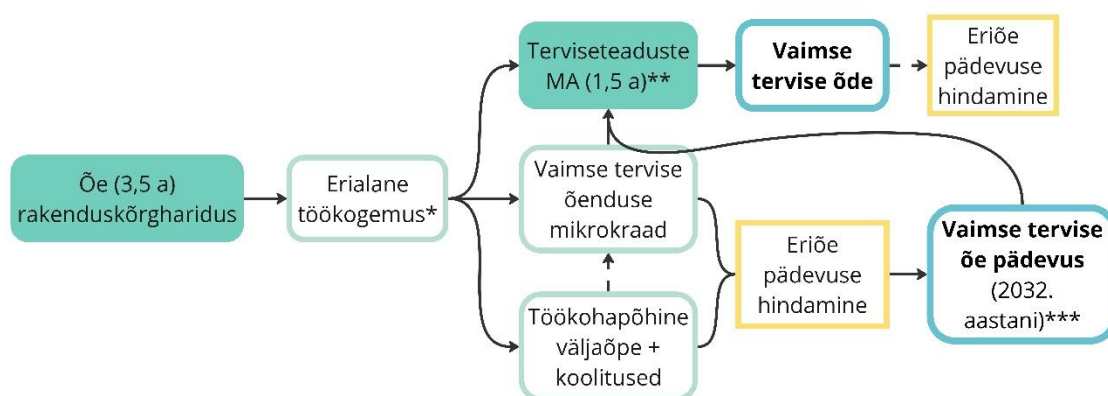 Õe (3,5 a)
rakenduskõrgharidus
Erialane
töökogemus*
Terviseteaduste
MA (1,5 a)**
Vaimse
tervise õde
Eriõe
pädevuse
hindamine
Vaimse tervise
õenduse
mikrokraad
Töökohapõhine
väljaõpe +
koolitused
Eriõe
pädevuse
hindamine
Vaimse tervise
õe pädevus
(2032.
aastani)***